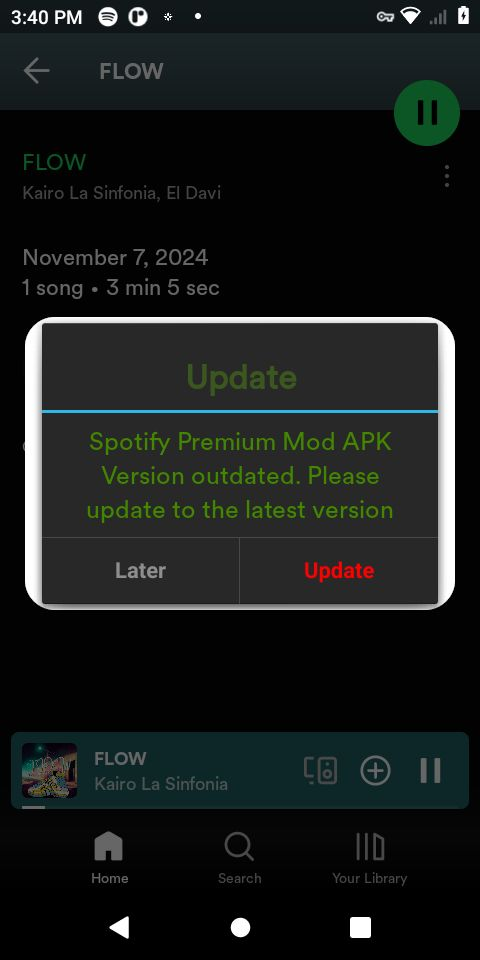 3:40 PM
FLOW
FLOW
Kairo La Sinfonia, El Davi
November 7, 2024
1 song • 3 min 5 sec
Update
Spotify Premium Mod APK
Version outdated. Please
update to the latest version
Later
Update
FLOW
Kairo La Sinfonia
Home
Search
Your Library